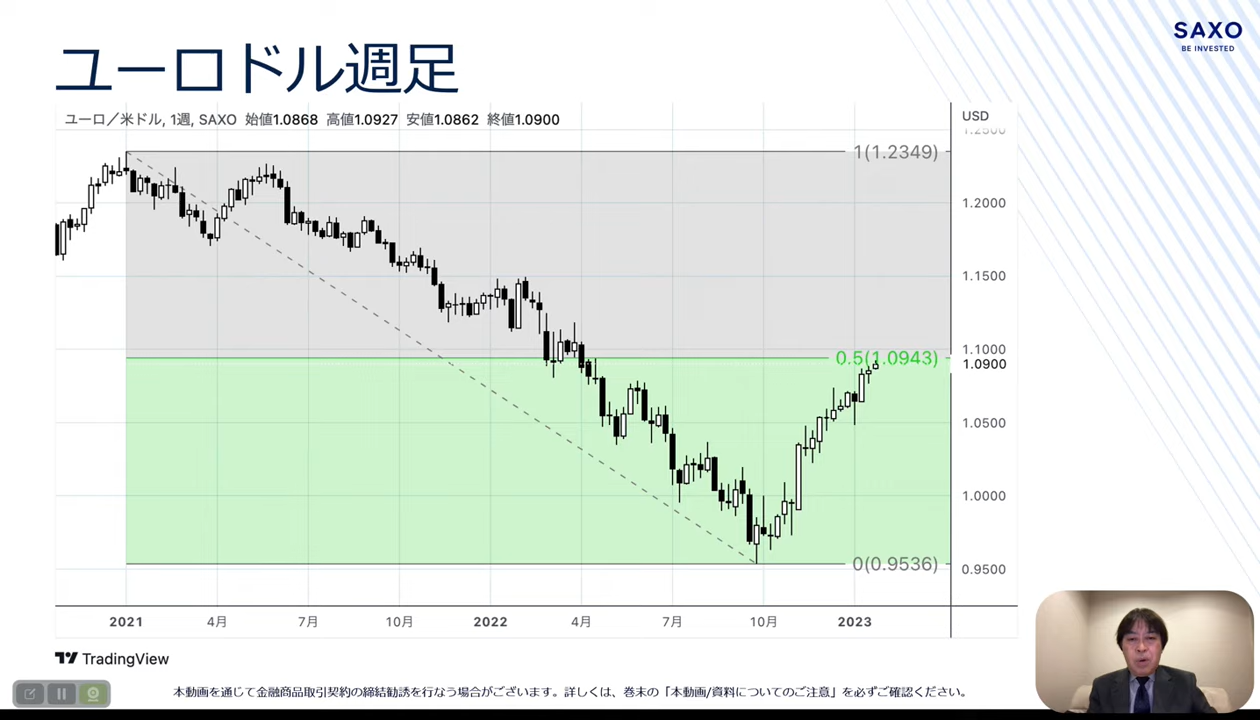 SAXO
BE INVESTED
ユーロドル週足
ユーロ／米ドル, 1週, SAXO 始値1.0868 高値1.0927 安値1.0862 終値1.0900
USD
1.2500
1(1.2349)
1.2000
1.1500
1.1000
0.5(1.0943)
1.0900
1.0500
1.0000
0(0.9536)
0.9500
2021 4月 7月 10月 2022 4月 7月 10月 2023
TradingView
本動画を通じて金融商品取引契約の締結勧誘を行なう場合がございます。詳しくは、巻末の「本動画/資料についてのご注意」を必ずご確認ください。